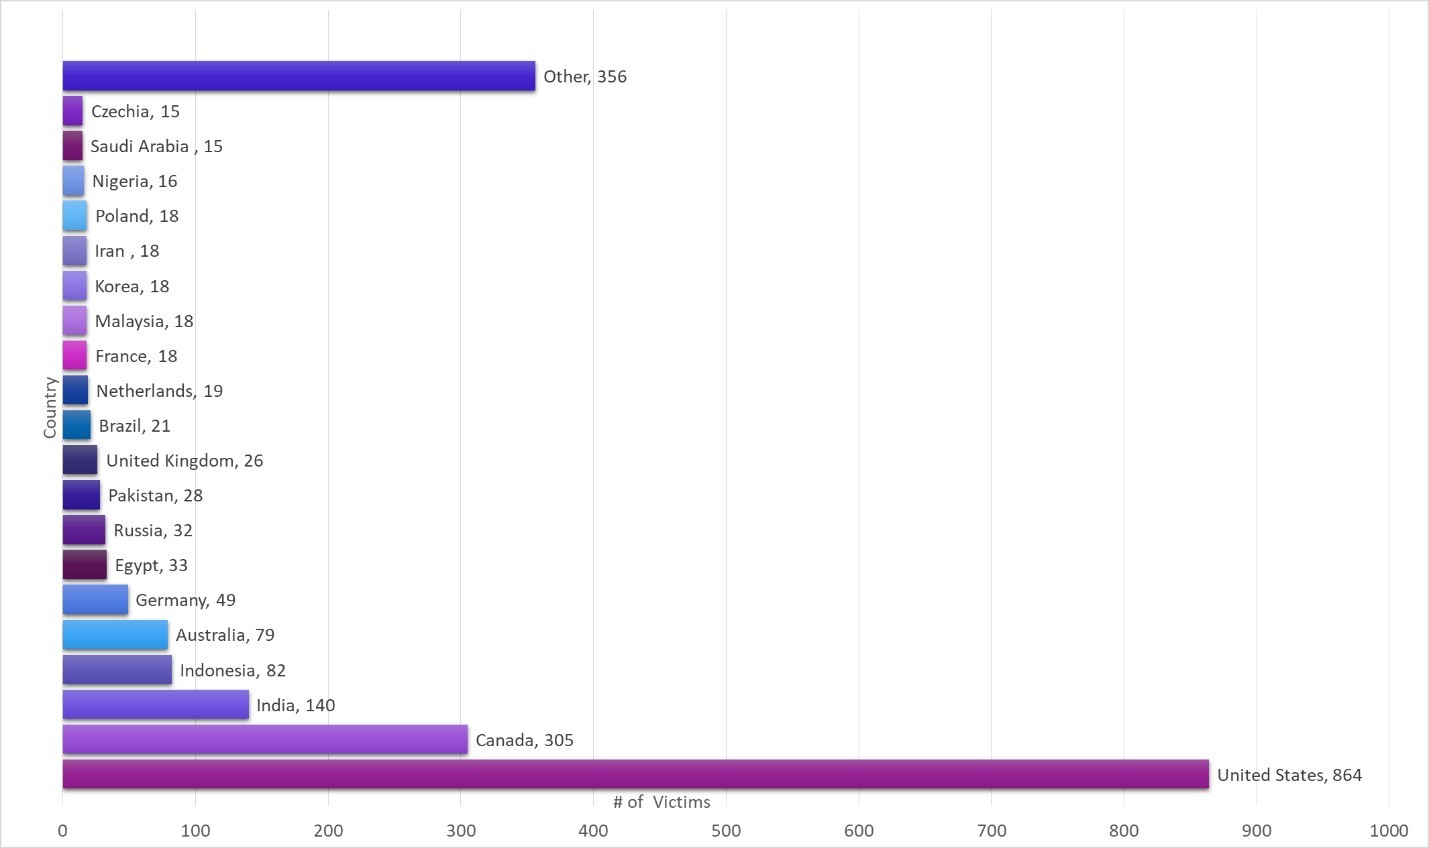 Other, 356
Czechia, 15
Saudi Arabia , 15
Nigeria, 16
Poland, 18
Iran , 18
Korea, 18
Malaysia, 18
France, 18
Netherlands, 19
Brazil, 21
United Kingdom, 26
Pakistan, 28
Russia, 32
Egypt, 33
Germany, 49
Australia, 79
Indonesia, 82
India, 140
Canada, 305
United States, 864
Country
# of  Victims
0 100 200 300 400 500 600 700 800 900 1000